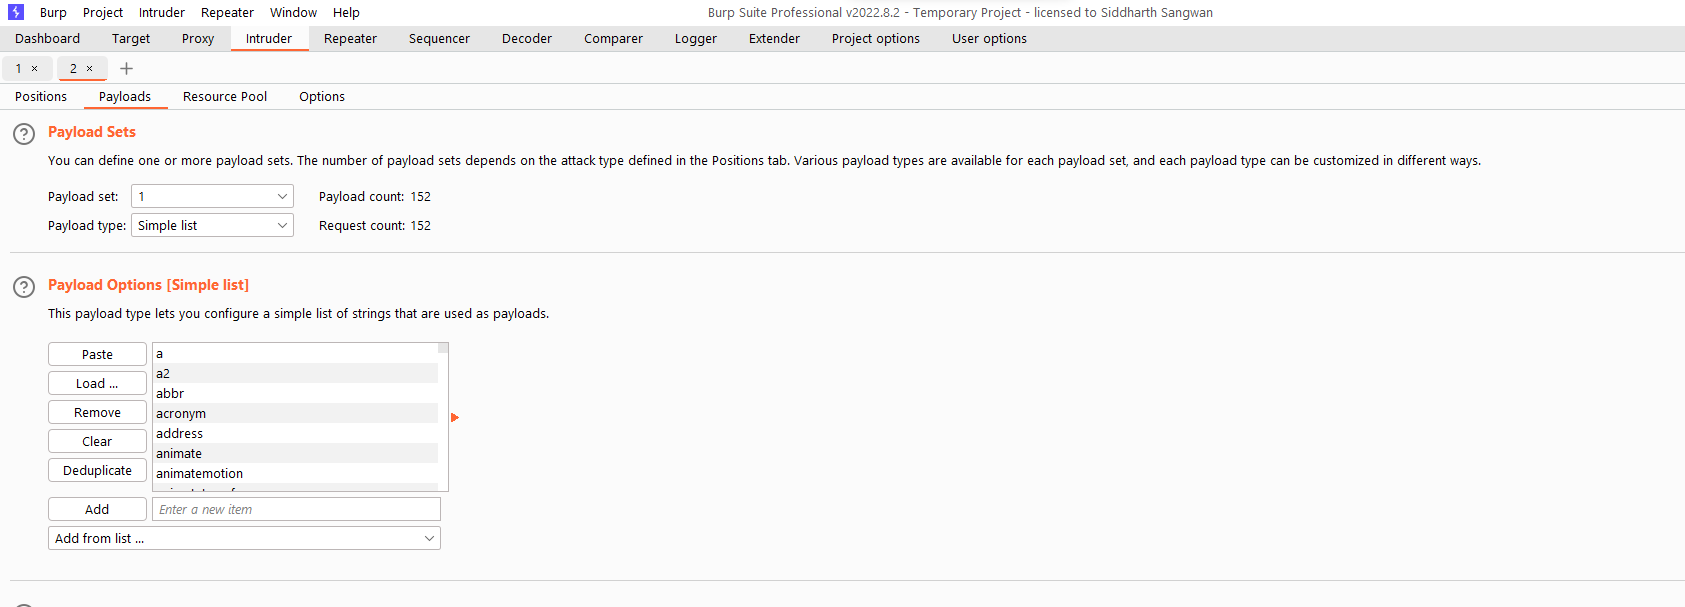 Burp Project Intruder Repeater Window Help Burp Suite Professional v2022.8.2 - Temporary Project - licensed to Siddharth Sangwan
Dashboard Target Proxy Intruder Repeater Sequencer Decoder Comparer Logger Extender Project options User options
1 × 2 × +
Positions Payloads Resource Pool Options
? Payload Sets
You can define one or more payload sets. The number of payload sets depends on the attack type defined in the Positions tab. Various payload types are available for each payload set, and each payload type can be customized in different ways.
Payload set: 1 Payload count: 152
Payload type: Simple list Request count: 152
? Payload Options [Simple list]
This payload type lets you configure a simple list of strings that are used as payloads.
Paste a
a2
Load ...
abbr
Remove acronym
address
Clear
animate
Deduplicate animatemotion
Add Enter a new item
Add from list ...